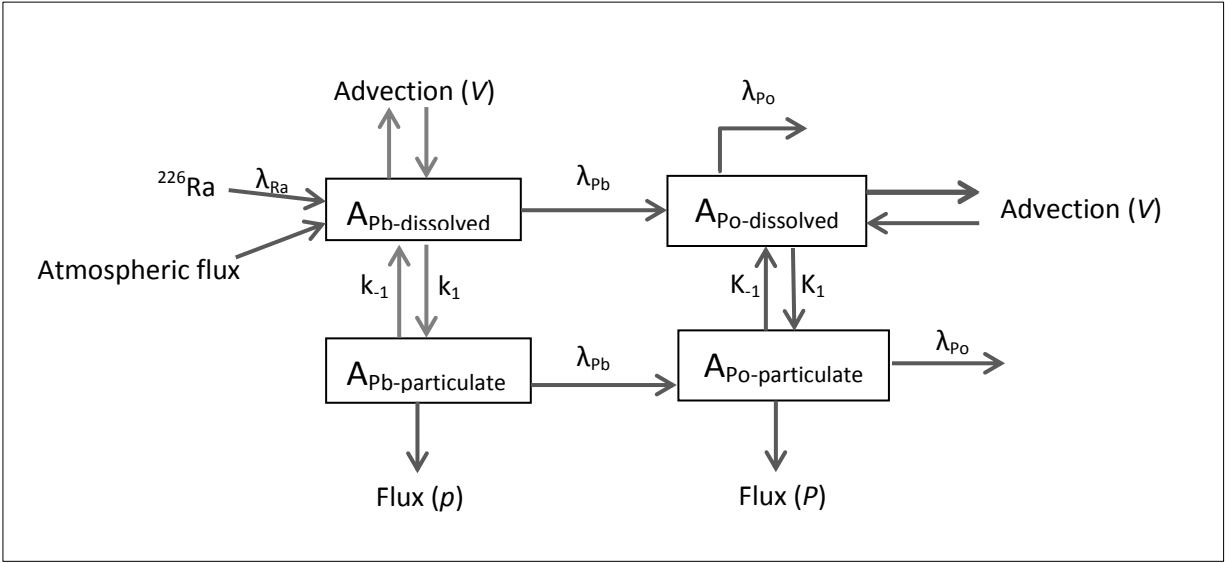 λPo
Advection (V)
²²⁶Ra
λRa
λPb
APb-dissolved
APo-dissolved
Advection (V)
Atmospheric flux
k-1
k1
K-1
K1
λPb
λPo
APb-particulate
APo-particulate
Flux (p)
Flux (P)